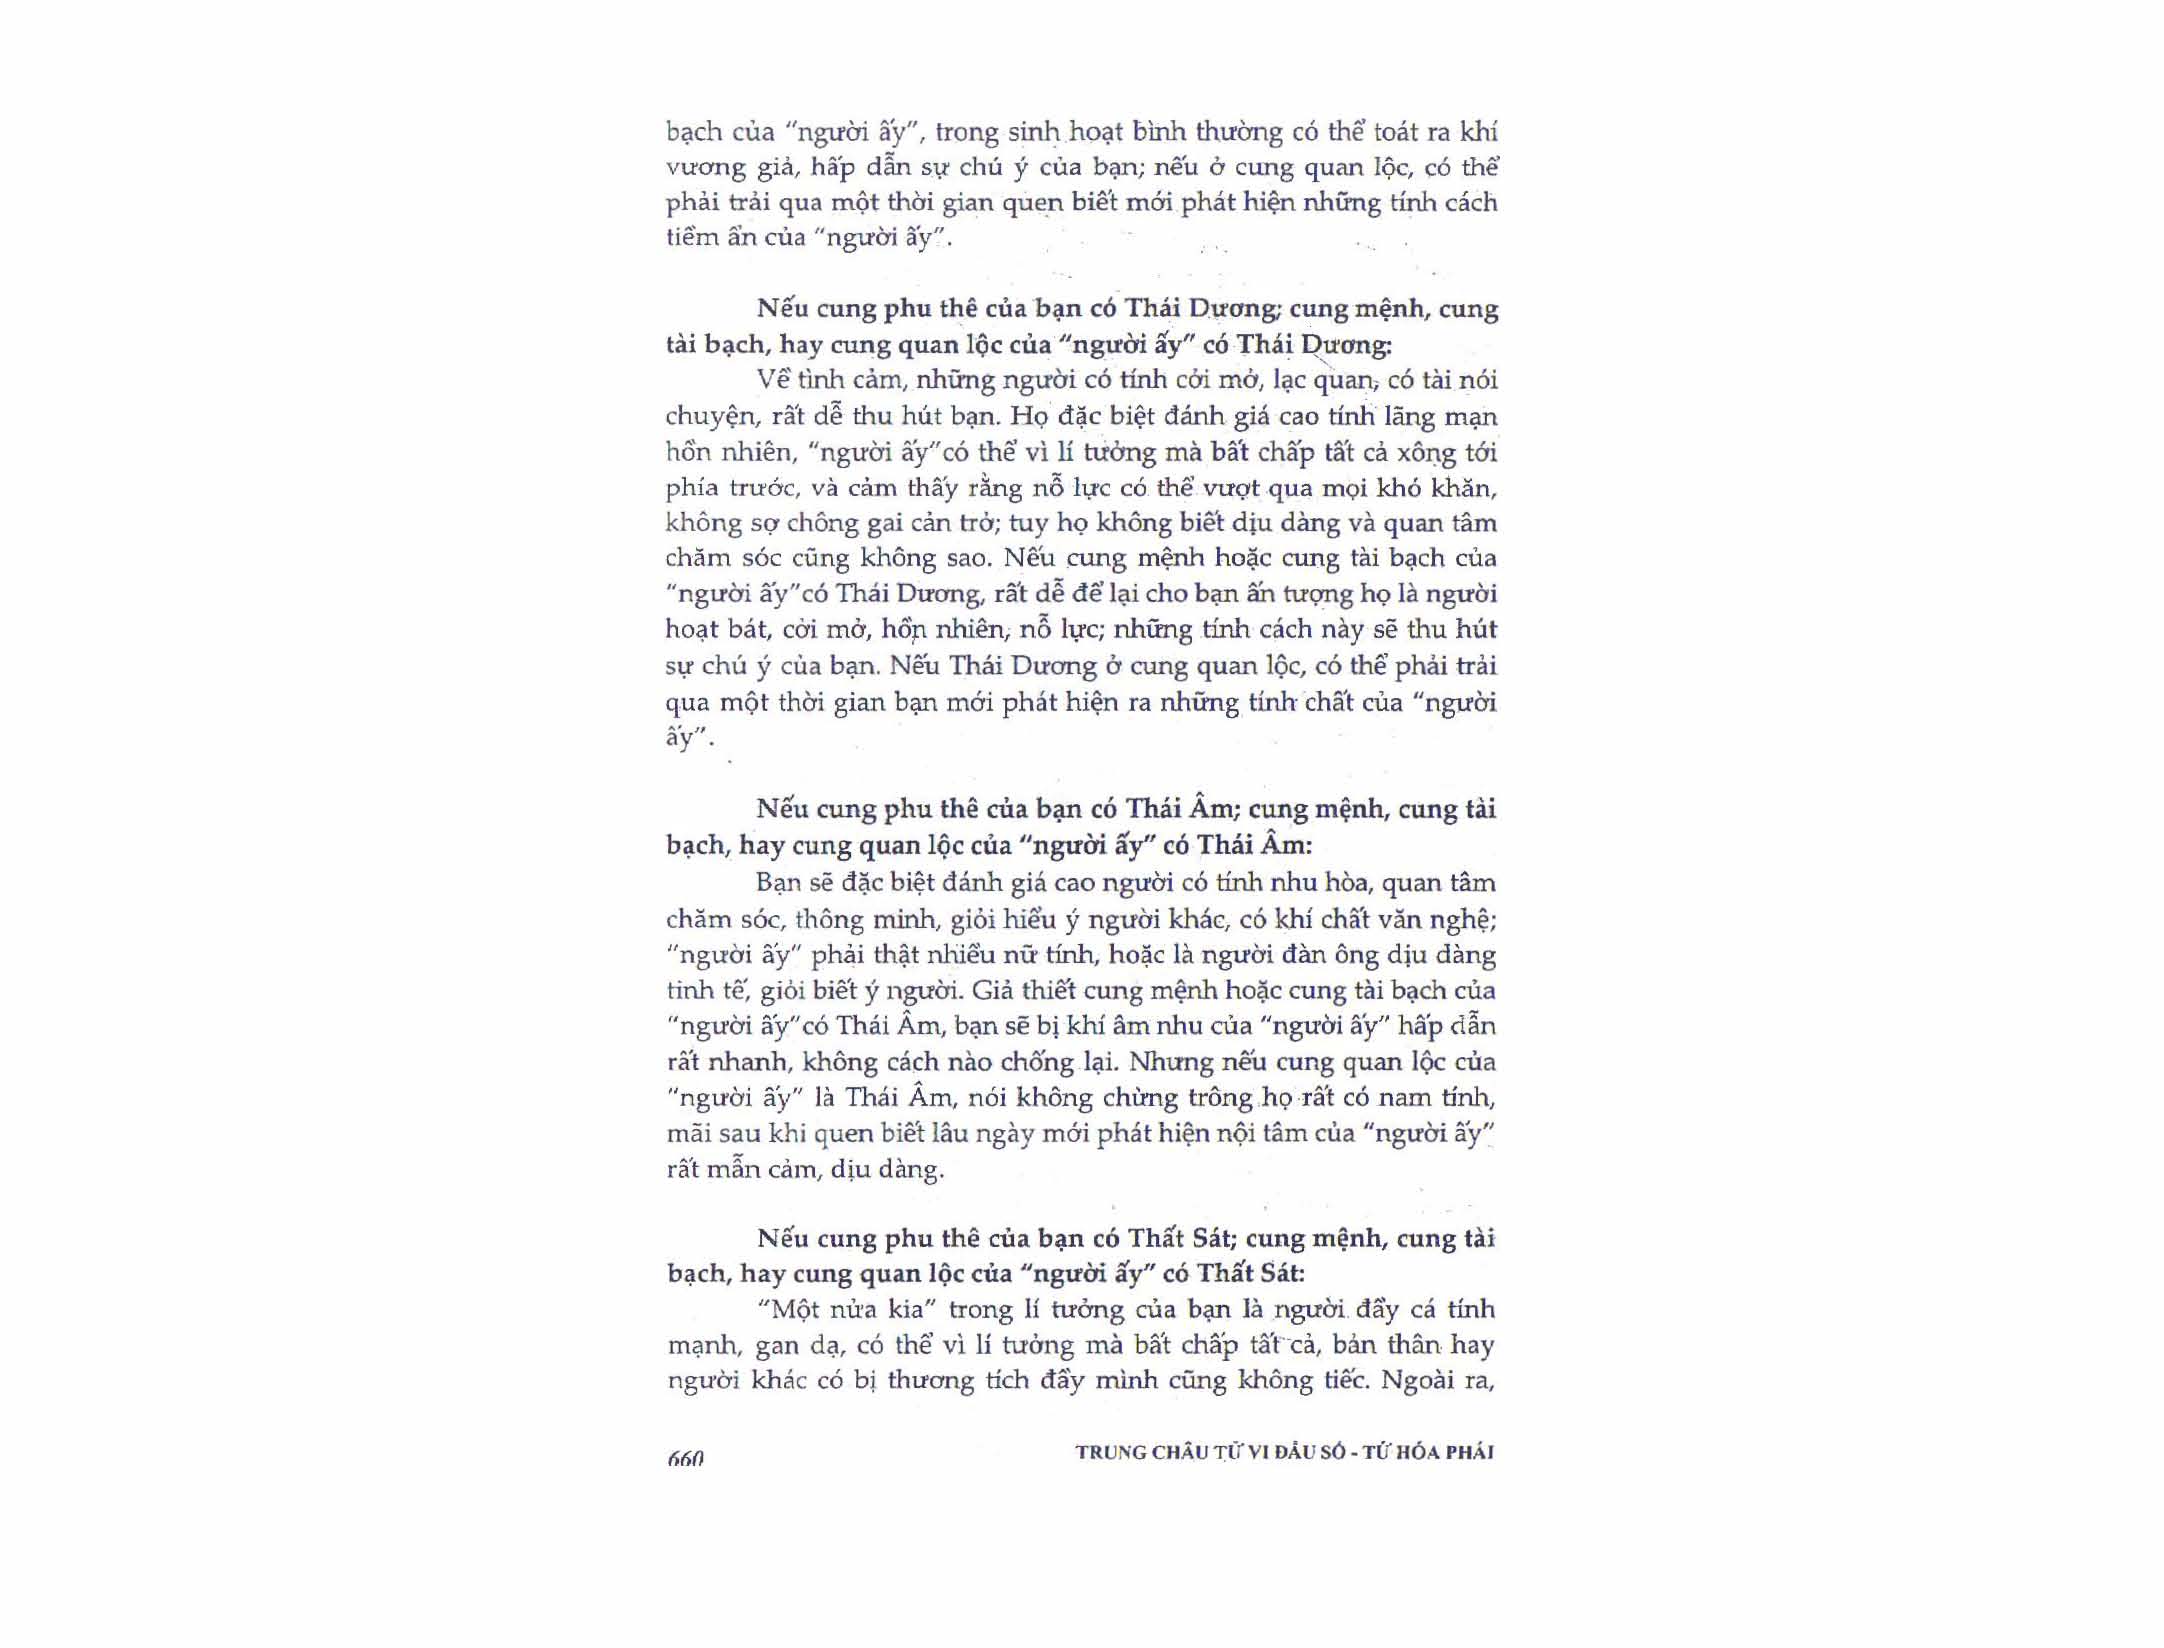 bạch của "người ấy", trong sinh hoạt bình thường có thể toát ra khí
vương giả, hấp dẫn sự chú ý của bạn; nếu ở cung quan lộc, có thể
phải trải qua một thời gian quen biết mới phát hiện những tính cách
tiềm ẩn của "người ấy".
Nếu cung phu thê của bạn có Thái Dương; cung mệnh, cung
tài bạch, hay cung quan lộc của "người ấy" có Thái Dương:
Về tình cảm, những người có tính cởi mở, lạc quan, có tài nói
chuyện, rất dễ thu hút bạn. Họ đặc biệt đánh giá cao tính lãng mạn
hồn nhiên, "người ấy"có thể vì lí tưởng mà bất chấp tất cả xông tới
phía trước, và cảm thấy rằng nỗ lực có thể vượt qua mọi khó khăn,
không sợ chông gai cản trở; tuy họ không biết dịu dàng và quan tâm
chăm sóc cũng không sao. Nếu cung mệnh hoặc cung tài bạch của
"người ấy"có Thái Dương, rất dễ để lại cho bạn ấn tượng họ là người
hoạt bát, cởi mở, hồn nhiên, nỗ lực; những tính cách này sẽ thu hút
sự chú ý của bạn. Nếu Thái Dương ở cung quan lộc, có thể phải trải
qua một thời gian bạn mới phát hiện ra những tính chất của "người
ấy".
Nếu cung phu thê của bạn có Thái Âm; cung mệnh, cung tài
bạch, hay cung quan lộc của "người ấy" có Thái Âm:
Bạn sẽ đặc biệt đánh giá cao người có tính nhu hòa, quan tâm
chăm sóc, thông minh, giỏi hiểu ý người khác, có khí chất văn nghệ;
"người ấy" phải thật nhiều nữ tính, hoặc là người đàn ông dịu dàng
tinh tế, giỏi biết ý người. Giả thiết cung mệnh hoặc cung tài bạch của
"người ấy"có Thái Âm, bạn sẽ bị khí âm nhu của "người ấy" hấp dẫn
rất nhanh, không cách nào chống lại. Nhưng nếu cung quan lộc của
"người ấy" là Thái Âm, nói không chừng trông họ rất có nam tính,
mãi sau khi quen biết lâu ngày mới phát hiện nội tâm của "người ấy"
rất mẫn cảm, dịu dàng.
Nếu cung phu thê của bạn có Thất Sát; cung mệnh, cung tài
bạch, hay cung quan lộc của "người ấy" có Thất Sát:
"Một nửa kia" trong lí tưởng của bạn là người đầy cá tính
mạnh, gan dạ, có thể vì lí tưởng mà bất chấp tất cả, bản thân hay
người khác có bị thương tích đầy mình cũng không tiếc. Ngoài ra,
660 TRUNG CHÂU TỬ VI ĐẨU SỐ - TỨ HÓA PHÁI